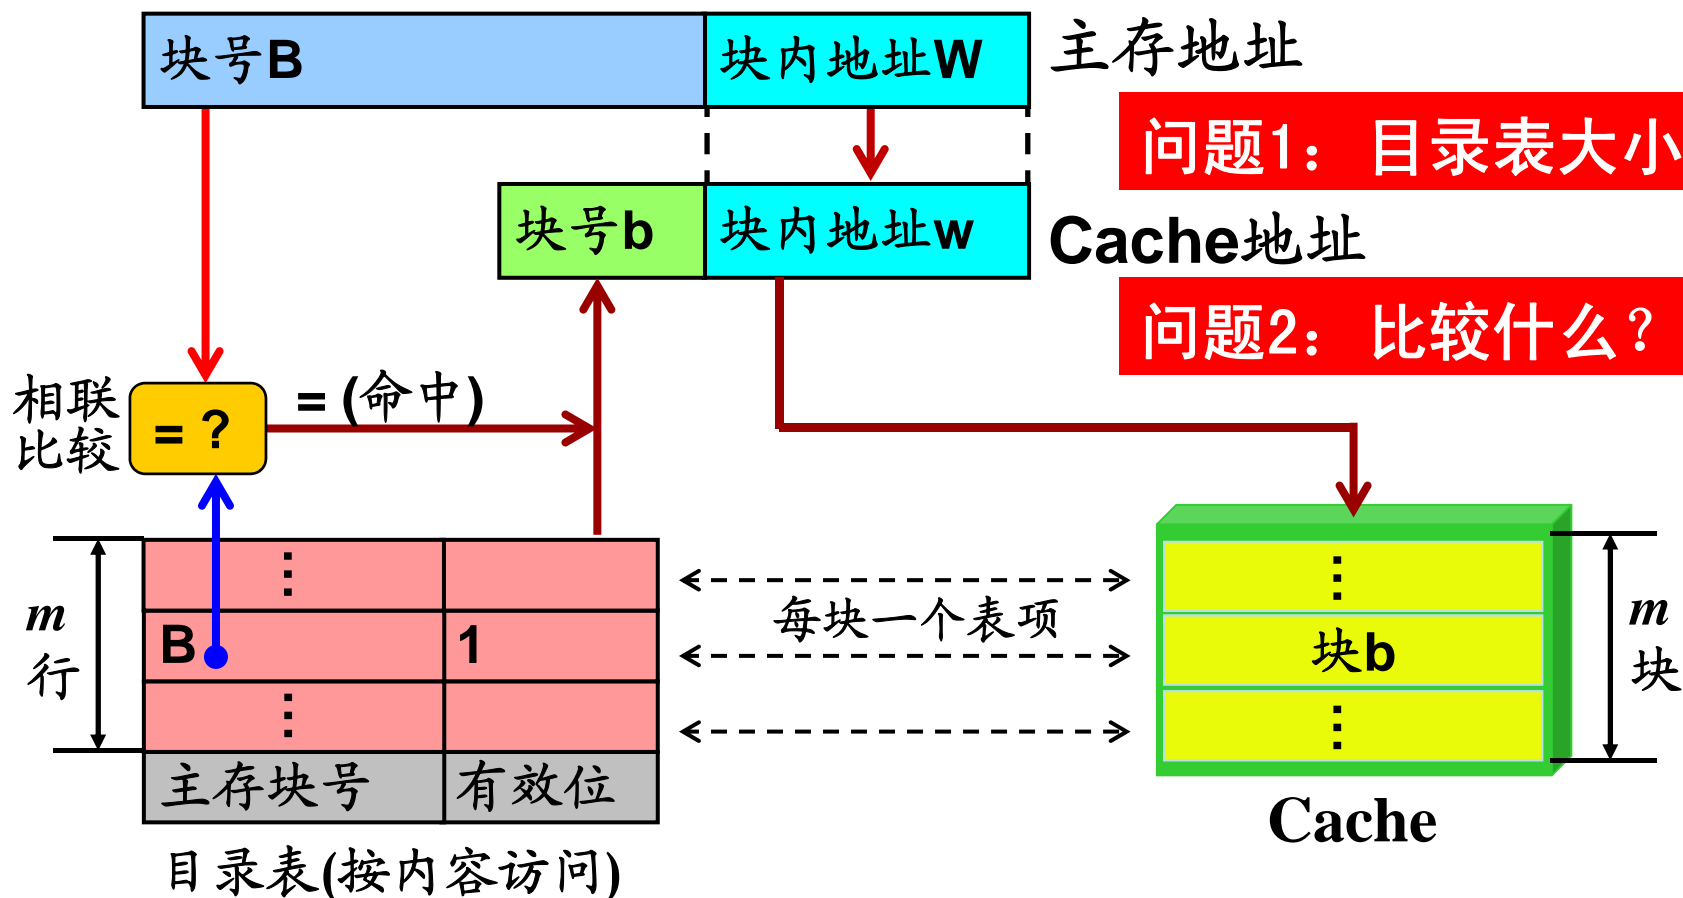 块号B
块内地址W
主存地址
问题1：目录表大小
块号b
块内地址w
Cache地址
问题2：比较什么？
相联
比较
= ?
= (命中)
m
行
⋮
B
1
⋮
主存块号
有效位
目录表(按内容访问)
每块一个表项
⋮
块b
⋮
m
块
Cache